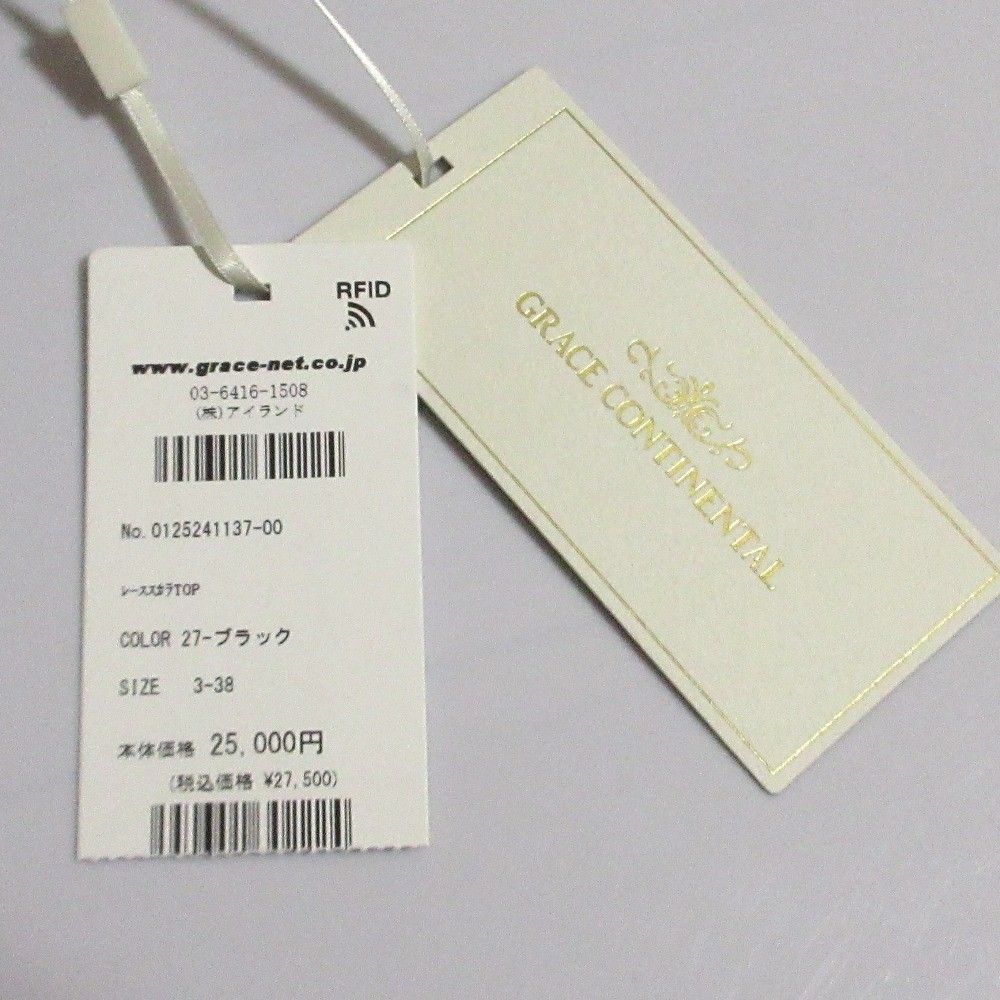 RFID
www.grace-net.co.jp
03-6416-1508
(株)アイランド
No. 0125241137-00
ﾚｰｽｽｶﾗTOP
COLOR 27-ブラック
SIZE 3-38
本体価格 25,000円
(税込価格 ¥27,500)
GRACE CONTINENTAL